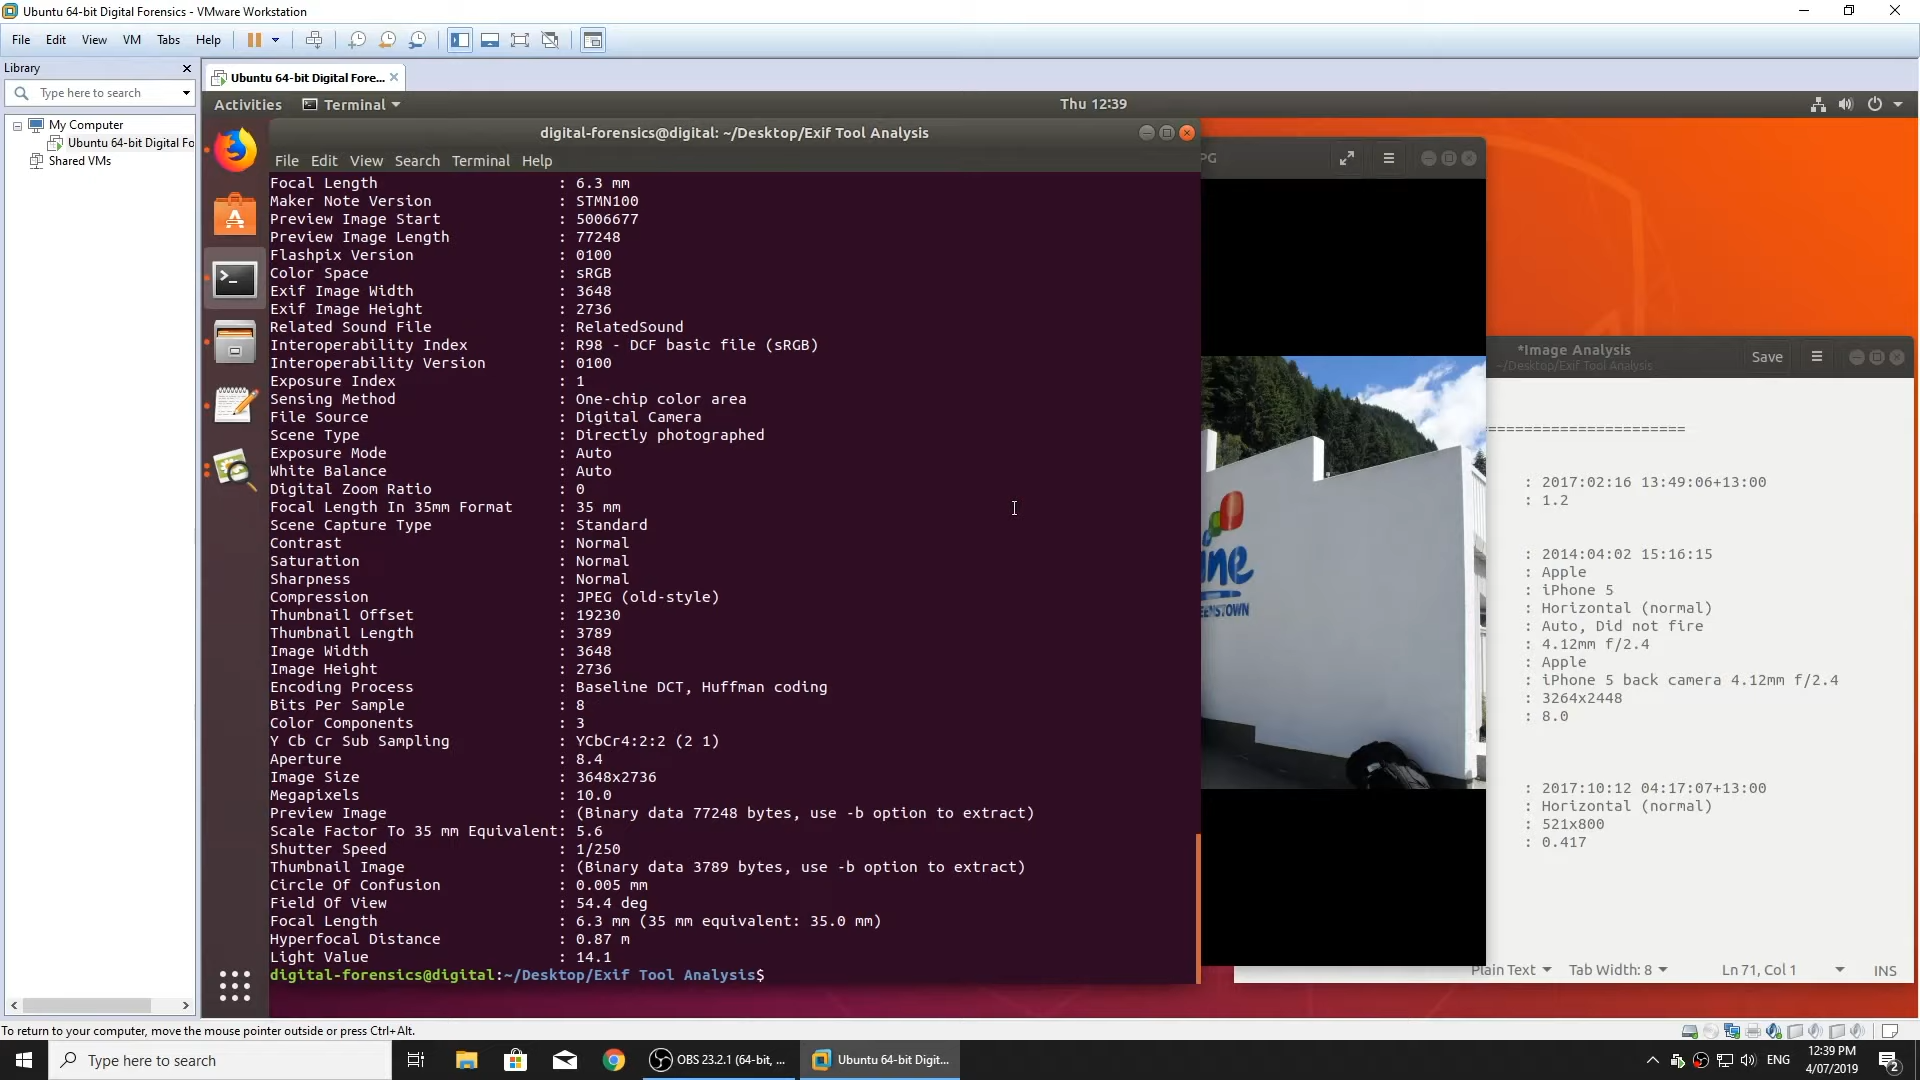 Ubuntu 64-bit Digital Forensics - VMware Workstation
File Edit View VM Tabs Help
Library
Ubuntu 64-bit Digital Fore...
Type here to search
My Computer
Ubuntu 64-bit Digital Fo
Shared VMs
Activities Terminal Thu 12:39
digital-forensics@digital: ~/Desktop/Exif Tool Analysis
File Edit View Search Terminal Help
Focal Length : 6.3 mm
Maker Note Version : STMN100
Preview Image Start : 5006677
Preview Image Length : 77248
Flashpix Version : 0100
Color Space : sRGB
Exif Image Width : 3648
Exif Image Height : 2736
Related Sound File : RelatedSound
Interoperability Index : R98 - DCF basic file (sRGB)
Interoperability Version : 0100
Exposure Index : 1
Sensing Method : One-chip color area
File Source : Digital Camera
Scene Type : Directly photographed
Exposure Mode : Auto
White Balance : Auto
Digital Zoom Ratio : 0
Focal Length In 35mm Format : 35 mm
Scene Capture Type : Standard
Contrast : Normal
Saturation : Normal
Sharpness : Normal
Compression : JPEG (old-style)
Thumbnail Offset : 19230
Thumbnail Length : 3789
Image Width : 3648
Image Height : 2736
Encoding Process : Baseline DCT, Huffman coding
Bits Per Sample : 8
Color Components : 3
Y Cb Cr Sub Sampling : YCbCr4:2:2 (2 1)
Aperture : 8.4
Image Size : 3648x2736
Megapixels : 10.0
Preview Image : (Binary data 77248 bytes, use -b option to extract)
Scale Factor To 35 mm Equivalent: 5.6
Shutter Speed : 1/250
Thumbnail Image : (Binary data 3789 bytes, use -b option to extract)
Circle Of Confusion : 0.005 mm
Field Of View : 54.4 deg
Focal Length : 6.3 mm (35 mm equivalent: 35.0 mm)
Hyperfocal Distance : 0.87 m
Light Value : 14.1
digital-forensics@digital:~/Desktop/Exif Tool Analysis$
PG
ine
EENSTOWN
*Image Analysis
~/Desktop/Exif Tool Analysis
Save
======================
: 2017:02:16 13:49:06+13:00
: 1.2
: 2014:04:02 15:16:15
: Apple
: iPhone 5
: Horizontal (normal)
: Auto, Did not fire
: 4.12mm f/2.4
: Apple
: iPhone 5 back camera 4.12mm f/2.4
: 3264x2448
: 8.0
: 2017:10:12 04:17:07+13:00
: Horizontal (normal)
: 521x800
: 0.417
Plain Text Tab Width: 8 Ln 71, Col 1 INS
To return to your computer, move the mouse pointer outside or press Ctrl+Alt.
Type here to search
OBS 23.2.1 (64-bit, ...
Ubuntu 64-bit Digit...
ENG
12:39 PM
4/07/2019
2